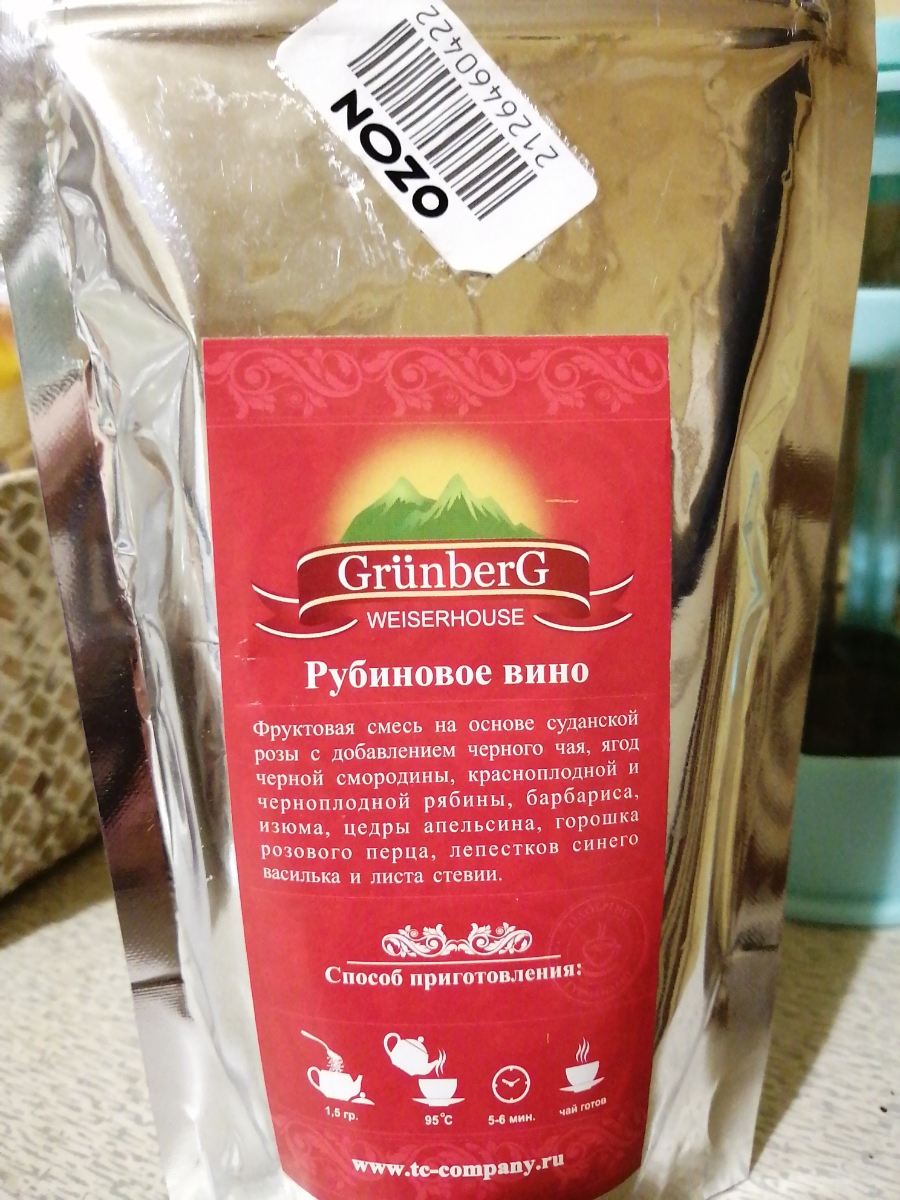 2126460422
OZON
GrünberG
WEISERHOUSE
Рубиновое вино
Фруктовая смесь на основе суданской
розы с добавлением черного чая, ягод
черной смородины, красноплодной и
черноплодной рябины, барбариса,
изюма, цедры апельсина, горошка
розового перца, лепестков синего
василька и листа стевии.
Способ приготовления:
1,5 гр.
95°C
5-6 мин.
чай готов
www.tc-company.ru